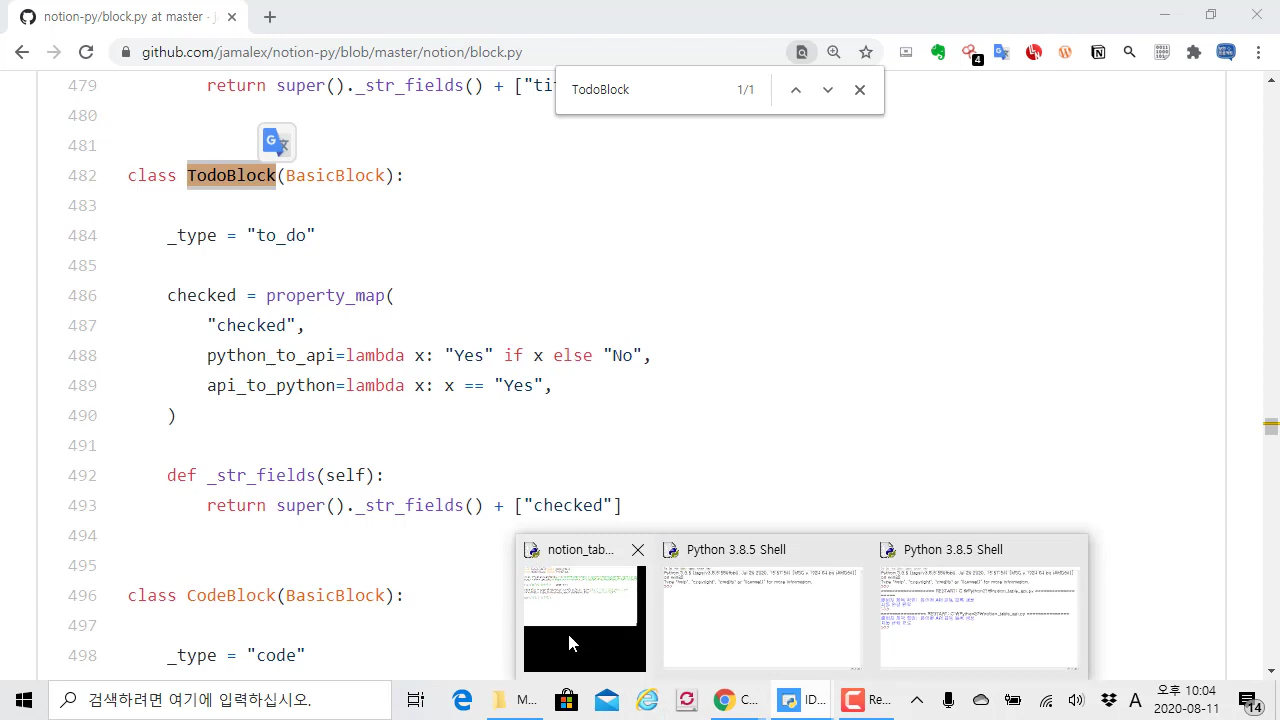 notion-py/block.py at master · j
github.com/jamalex/notion-py/blob/master/notion/block.py
4
TodoBlock 1/1
479 return super()._str_fields() + ["ti
480
481
482 class TodoBlock(BasicBlock):
483
484 _type = "to_do"
485
486 checked = property_map(
487 "checked",
488 python_to_api=lambda x: "Yes" if x else "No",
489 api_to_python=lambda x: x == "Yes",
490 )
491
492 def _str_fields(self):
493 return super()._str_fields() + ["checked"]
494
495
496 class CodeBlock(BasicBlock):
497
498 _type = "code"
notion_tab... Python 3.8.5 Shell Python 3.8.5 Shell
검색하려면 여기에 입력하십시오.
M... C... ID... Re...
A
오후 10:04
2020-08-11
14